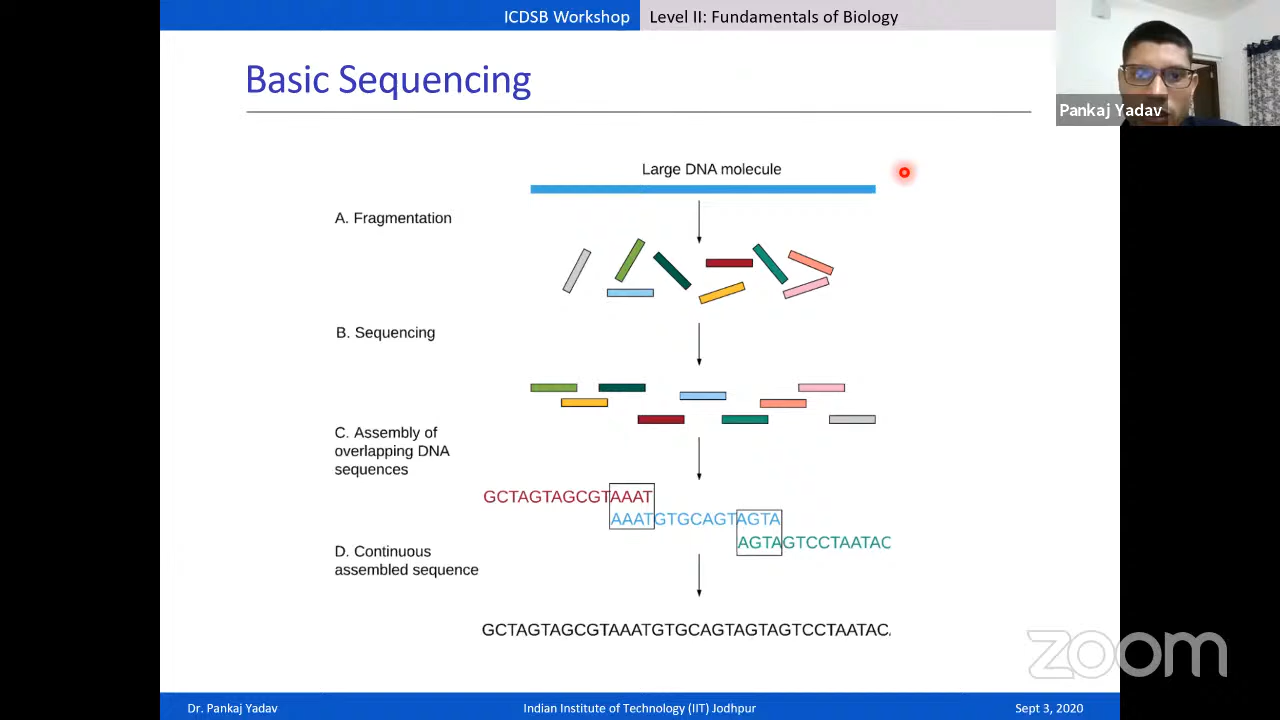 ICDSB Workshop
Level II: Fundamentals of Biology
Pankaj Yadav
Basic Sequencing
Large DNA molecule
A. Fragmentation
B. Sequencing
C. Assembly of
overlapping DNA
sequences
GCTAGTAGCGTAAAT
AAATGTGCAGTAGTA
AGTAGTCCTAATAC
D. Continuous
assembled sequence
GCTAGTAGCGTAAATGTGCAGTAGTAGTCCTAATAC
zoom
Dr. Pankaj Yadav
Indian Institute of Technology (IIT) Jodhpur
Sept 3, 2020